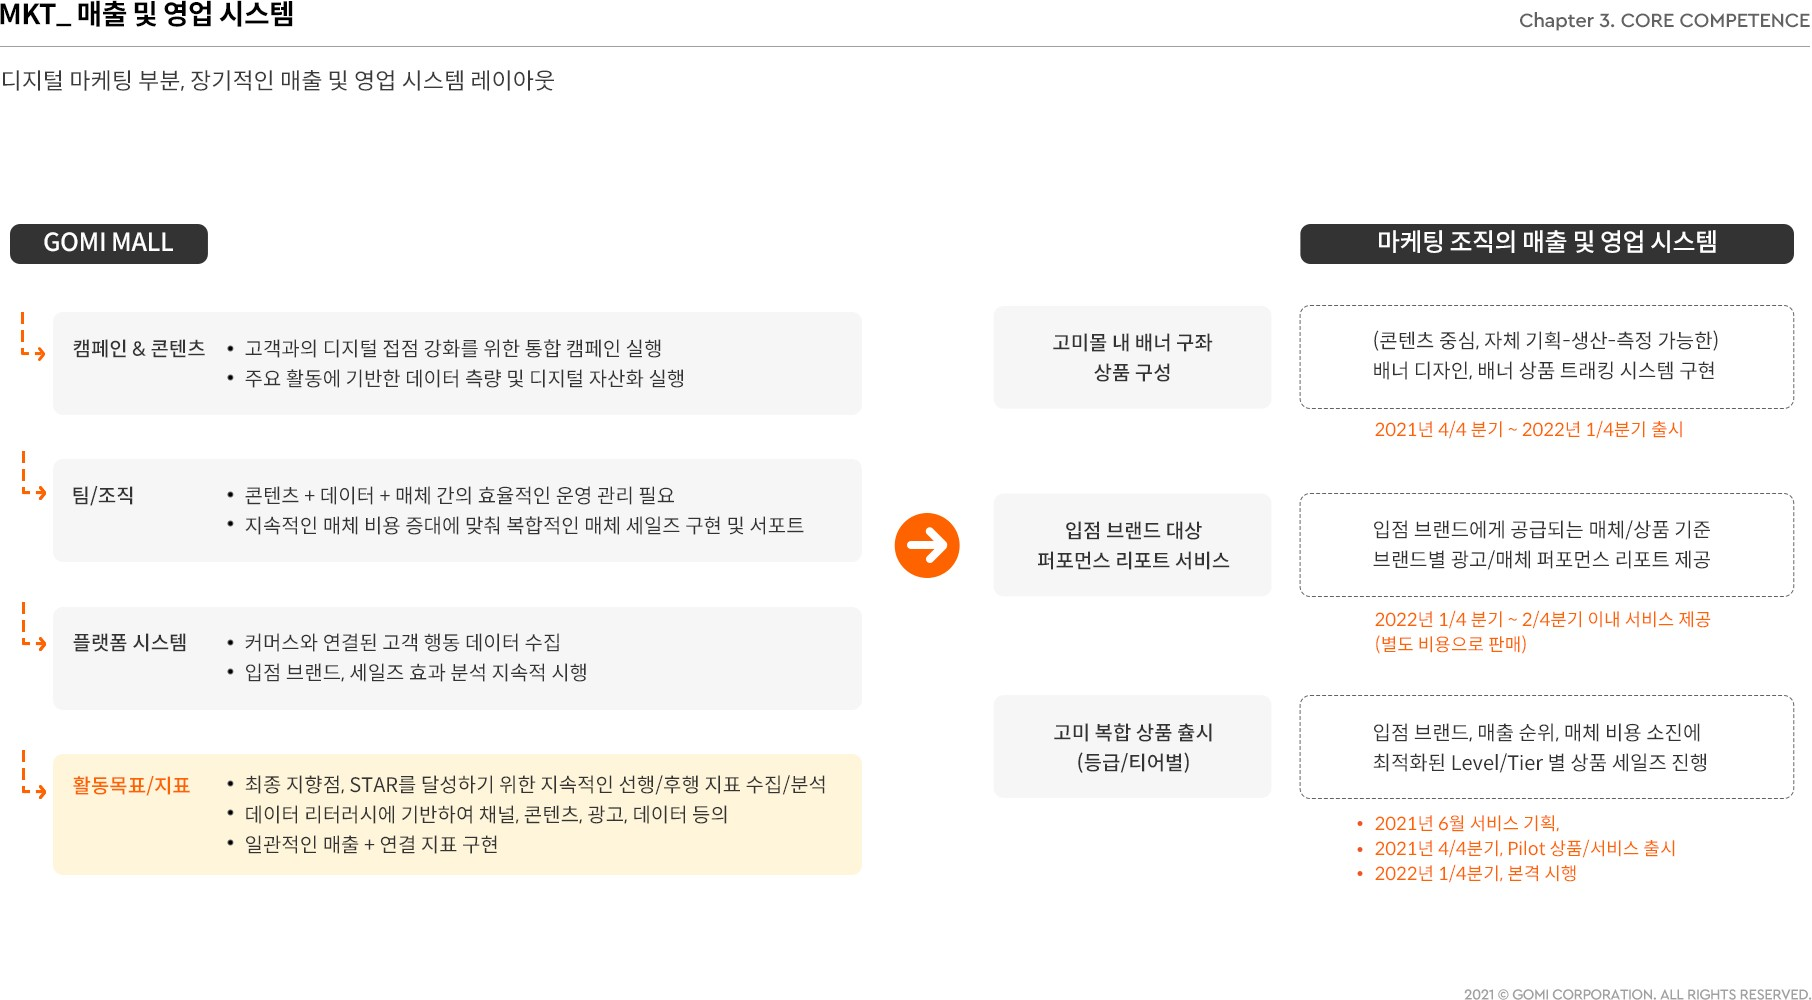 MKT_ 매출 및 영업 시스템
Chapter 3. CORE COMPETENCE
디지털 마케팅 부분, 장기적인 매출 및 영업 시스템 레이아웃
GOMI MALL
캠페인 & 콘텐츠
• 고객과의 디지털 접점 강화를 위한 통합 캠페인 실행
• 주요 활동에 기반한 데이터 측량 및 디지털 자산화 실행
팀/조직
• 콘텐츠 + 데이터 + 매체 간의 효율적인 운영 관리 필요
• 지속적인 매체 비용 증대에 맞춰 복합적인 매체 세일즈 구현 및 서포트
플랫폼 시스템
• 커머스와 연결된 고객 행동 데이터 수집
• 입점 브랜드, 세일즈 효과 분석 지속적 시행
활동목표/지표
• 최종 지향점, STAR를 달성하기 위한 지속적인 선행/후행 지표 수집/분석
• 데이터 리터러시에 기반하여 채널, 콘텐츠, 광고, 데이터 등의
• 일관적인 매출 + 연결 지표 구현
마케팅 조직의 매출 및 영업 시스템
고미몰 내 배너 구좌
상품 구성
(콘텐츠 중심, 자체 기획-생산-측정 가능한)
배너 디자인, 배너 상품 트래킹 시스템 구현
2021년 4/4 분기 ~ 2022년 1/4분기 출시
입점 브랜드 대상
퍼포먼스 리포트 서비스
입점 브랜드에게 공급되는 매체/상품 기준
브랜드별 광고/매체 퍼포먼스 리포트 제공
2022년 1/4 분기 ~ 2/4분기 이내 서비스 제공
(별도 비용으로 판매)
고미 복합 상품 츌시
(등급/티어별)
입점 브랜드, 매출 순위, 매체 비용 소진에
최적화된 Level/Tier 별 상품 세일즈 진행
• 2021년 6월 서비스 기획,
• 2021년 4/4분기, Pilot 상품/서비스 출시
• 2022년 1/4분기, 본격 시행
2021 © GOMI CORPORATION. ALL RIGHTS RESERVED.